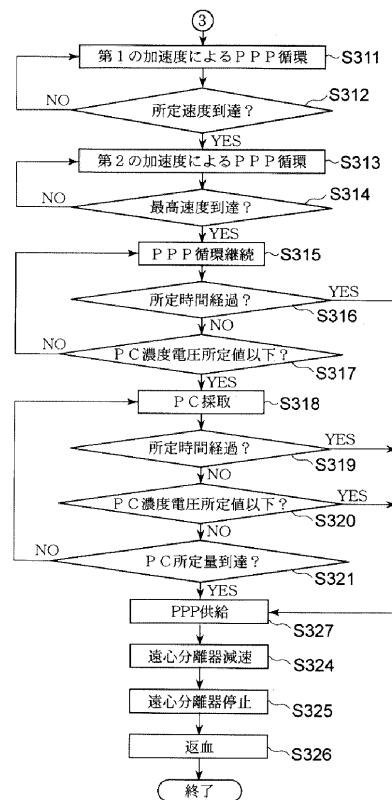 3
第1の加速度によるPPP循環 S311
NO 所定速度到達? S312
YES
第2の加速度によるPPP循環 S313
NO 最高速度到達? S314
YES
PPP循環継続 S315
所定時間経過? YES S316
NO
NO PC濃度電圧所定値以下? S317
YES
PC採取 S318
所定時間経過? YES S319
NO
PC濃度電圧所定値以下? YES S320
NO
NO PC所定量到達? S321
YES
PPP供給 S327
遠心分離器減速 S324
遠心分離器停止 S325
返血 S326
終了